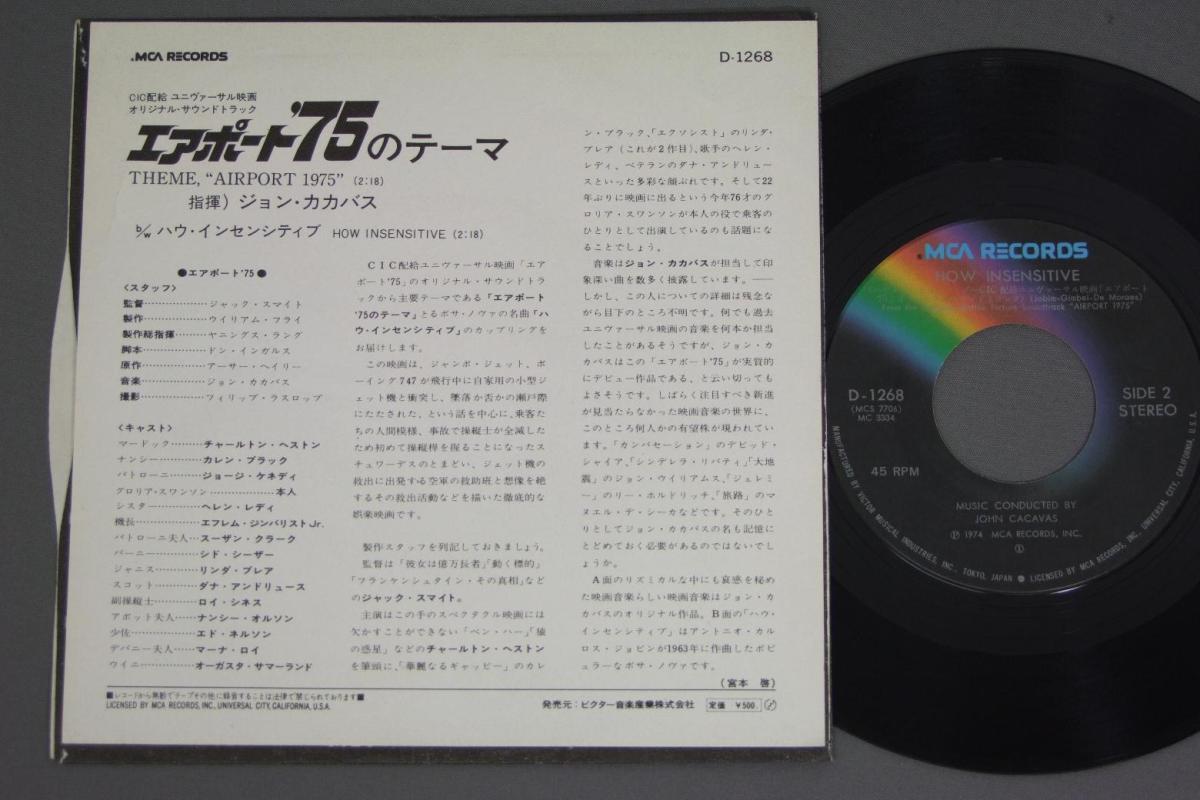 MCA RECORDS
D-1268
CIC配給 ユニヴァーサル映画
オリジナル・サウンドトラック
エアポート'75のテーマ
THEME, “AIRPORT 1975” (2:18)
指揮) ジョン・カカバス
b/w ハウ・インセンシティブ HOW INSENSITIVE (2:18)
●エアポート'75●
<スタッフ>
監督………………ジャック・スマイト
製作………………ウイリアム・フライ
製作総指揮………ヤニングス・ラング
脚本………………ドン・インガルス
原作………………アーサー・ヘイリー
音楽………………ジョン・カカバス
撮影………………フィリップ・ラスロップ
<キャスト>
マードック………チャールトン・ヘストン
ナンシー…………カレン・ブラック
パトローニ………ジョージ・ケネディ
グロリア・スワンソン………………本人
シスター…………ヘレン・レディ
機長………………エフレム・ジンバリストJr.
パトローニ夫人…スーザン・クラーク
バーニー…………シド・シーザー
ジャニス…………リンダ・ブレア
スコット…………ダナ・アンドリュース
副操縦士…………ロイ・シネス
アボット夫人……ナンシー・オルソン
少佐………………エド・ネルソン
デバニー夫人……マーナ・ロイ
ウイニー…………オーガスタ・サマーランド
CIC配給ユニヴァーサル映画「エア
ポート'75」のオリジナル・サウンドトラ
ックから主要テーマである「エアポート
'75のテーマ」とるボサ・ノヴァの名曲「ハ
ウ・インセンシティブ」のカップリングを
お届けします。
この映画は、ジャンボ・ジェット、ボ
ーイング747が飛行中に自家用の小型ジ
ェット機と衝突し、墜落か否かの瀬戸際
にたたされた、という話を中心に、乗客た
ちの人間模様、事故で操縦士が全滅した
ため初めて操縦桿を握ることになったス
チュワーデスのとまどい、ジェット機の
救出に出発する空軍の救助班と想像を絶
するその救出活動などを描いた徹底的な
娯楽映画です。
製作スタッフを列記しておきましょう。
監督は「彼女は億万長者」「動く標的」
「フランケンシュタイン・その真相」など
のジャック・スマイト。
主演はこの手のスペクタクル映画には
欠かすことができない「ベン・ハー」「猿
の惑星」などのチャールトン・ヘストン
を筆頭に、「華麗なるギャツビー」のカレ
ン・ブラック、「エクソシスト」のリンダ・
ブレア（これが2作目）、歌手のヘレン・
レディ、ベテランのダナ・アンドリュー
スといった多彩な顔ぶれです。そして22
年ぶりに映画に出るという今年76才のグ
ロリア・スワンソンが本人の役で乗客の
ひとりとして出演しているのも話題にな
ることでしょう。
音楽はジョン・カカバスが担当して印
象深い曲を数多く披露しています。——
しかし、この人についての詳細は残念な
がら目下のところ不明です。何でも過去
ユニヴァーサル映画の音楽を何本か担当
したことがあるそうですが、ジョン・カ
カバスはこの「エアポート'75」が実質的
にデビュー作品である、と云い切っても
よさそうです。しばらく注目すべき新進
が見当たらなかった映画音楽の世界に、
このところ何人かの有望株が現われてい
ます。「カンバセーション」のデビッド・
シャイア、「シンデレラ・リバティ」「大地
震」のジョン・ウイリアムス、「ジェレミ
ー」のリー・ホルドリッチ、「旅路」のマ
ヌエル・デ・シーカなどです。そのひと
りとしてジョン・カカバスの名も記憶に
とどめておく必要があるのではないでし
ょうか。
A面のリズミカルな中にも哀感を秘め
た映画音楽らしい映画音楽はジョン・カ
カバスのオリジナル作品。B面の「ハウ・
インセンシティブ」はアントニオ・カル
ロス・ジョビンが1963年に作曲したポピ
ュラーなボサ・ノヴァです。
（宮本 啓）
■レコードから無断でテープその他に録音することは法律で禁じられております■
LICENSED BY MCA RECORDS, INC., UNIVERSAL CITY, CALIFORNIA, U.S.A.
発売元：ビクター音楽産業株式会社
定価 ¥500.
MCA RECORDS
HOW INSENSITIVE
(Jobim-Gimbel-De Moraes)
D-1268
(MCS 7706)
MC 3334
SIDE 2
STEREO
45 RPM
MUSIC CONDUCTED BY
JOHN CACAVAS
Ⓟ 1974 MCA RECORDS, INC.
MANUFACTURED BY VICTOR MUSICAL INDUSTRIES, INC., TOKYO, JAPAN ● LICENSED BY MCA RECORDS, INC., UNIVERSAL CITY, CALIFORNIA, U.S.A.